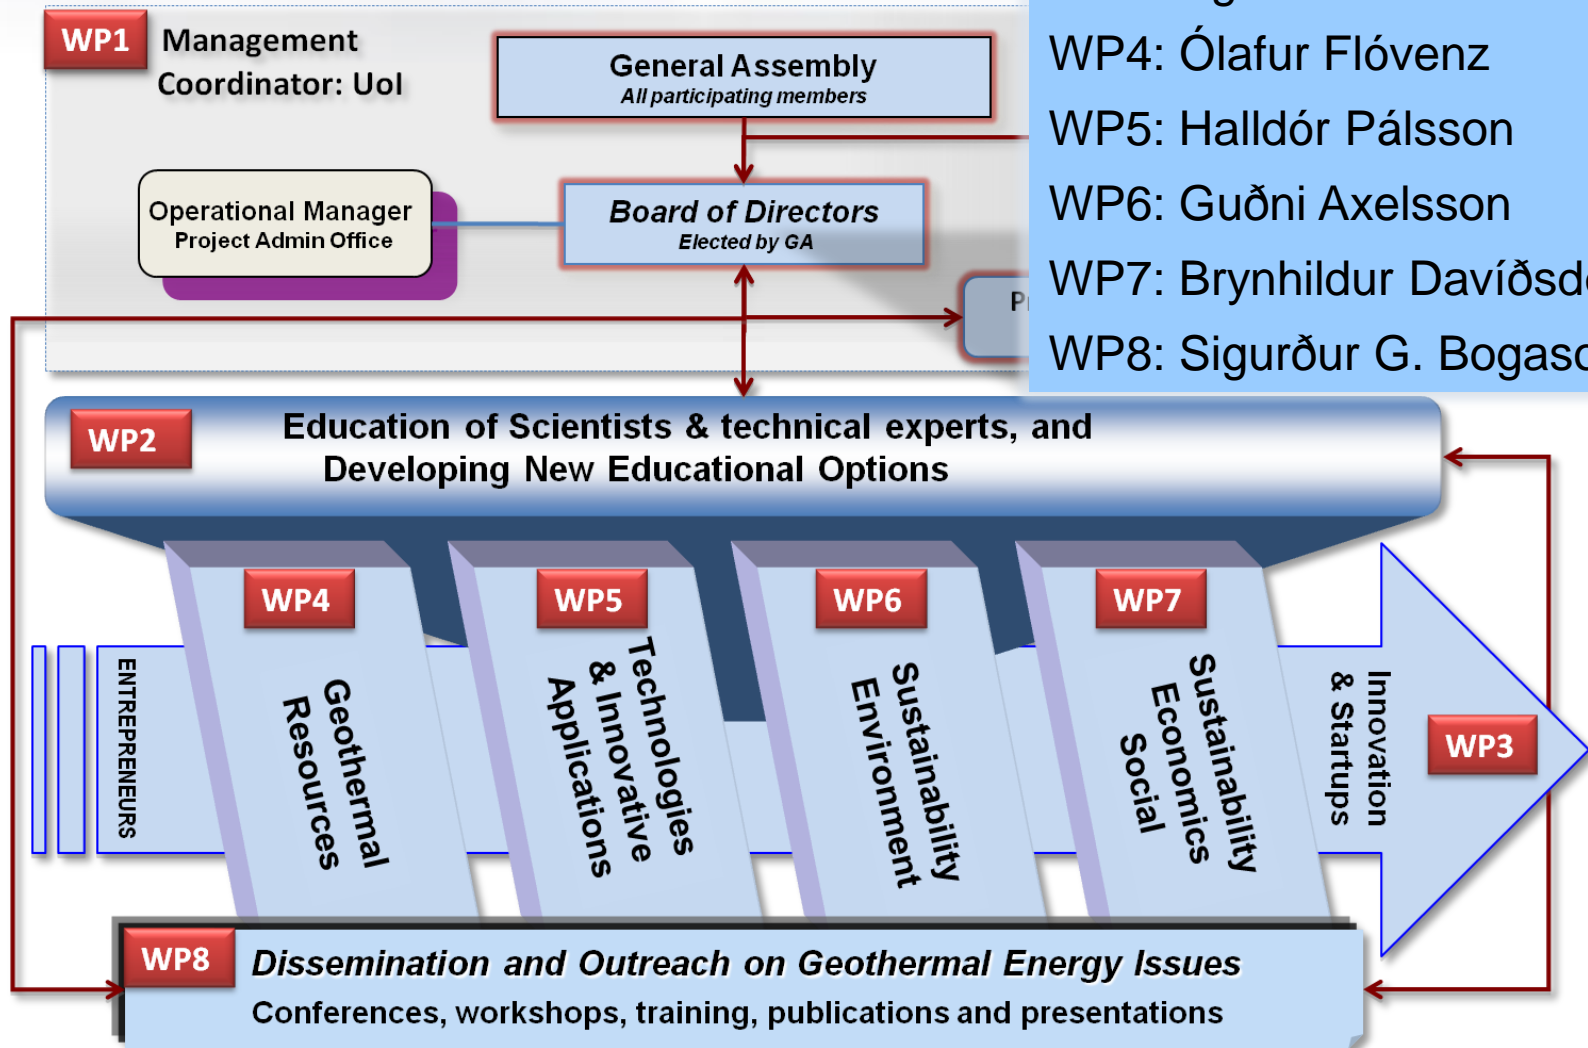 WP1
Management
Coordinator: UoI
General Assembly
All participating members
Operational Manager
Project Admin Office
Board of Directors
Elected by GA
WP4: Ólafur Flóvenz
WP5: Halldór Pálsson
WP6: Guðni Axelsson
WP7: Brynhildur
WP8: Sigurður G.
WP2
Education of Scientists & technical experts, and
Developing New Educational Options
WP4
Geothermal
Resources
WP5
Technologies
& Innovative
Applications
WP6
Sustainability
Environment
WP7
Sustainability
Economics
Social
ENTREPRENEURS
Innovation
& Startups
WP3
WP8
Dissemination and Outreach on Geothermal Energy Issues
Conferences, workshops, training, publications and presentations